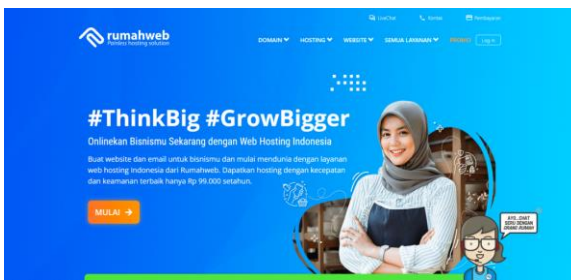 LiveChat Kontak Pembayaran
rumahweb
Painless hosting solution
DOMAIN HOSTING WEBSITE SEMUA LAYANAN PROMO Log in
#ThinkBig #GrowBigger
Onlinekan Bisnismu Sekarang dengan Web Hosting Indonesia
Buat website dan email untuk bisnismu dan mulai mendunia dengan layanan
web hosting Indonesia dari Rumahweb. Dapatkan hosting dengan kecepatan
dan keamanan terbaik hanya Rp 99.000 setahun.
MULAI →
AYO, CHAT
SERU DENGAN
ORANG RUMAH